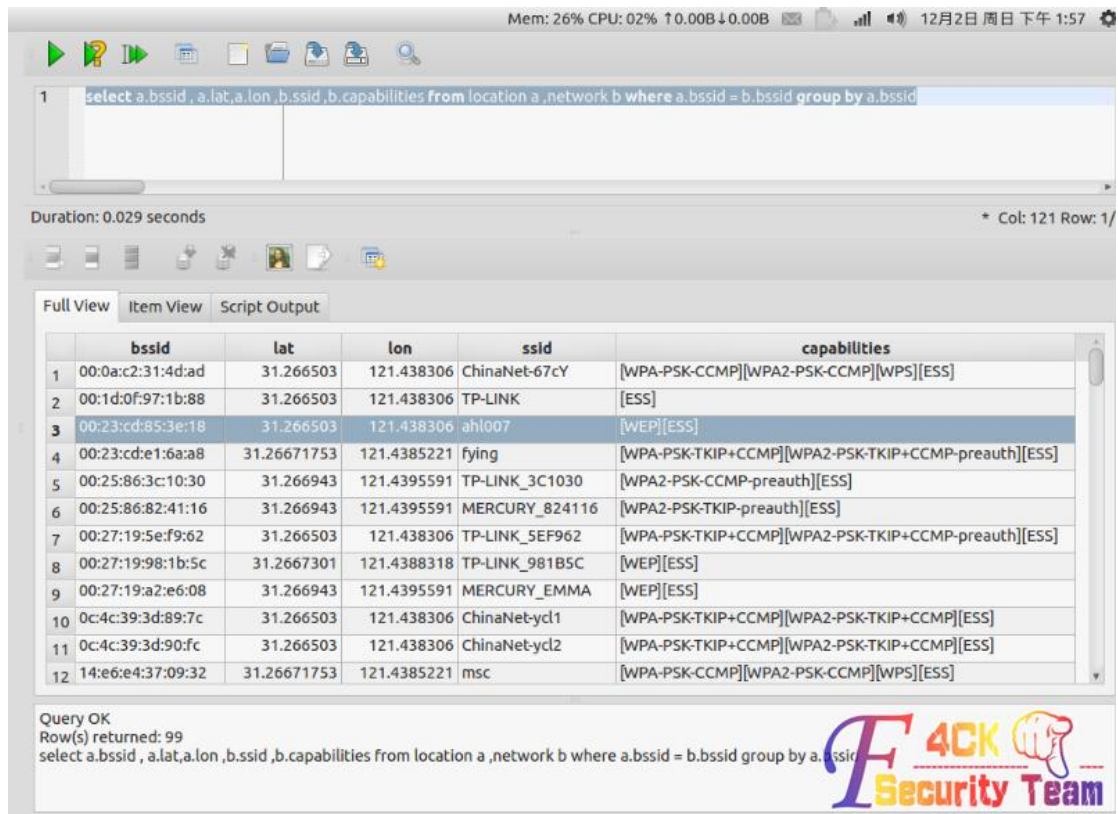 Mem: 26% CPU: 02% ↑0.00B↓0.00B 12月2日 周日 下午 1:57
1 select a.bssid , a.lat,a.lon ,b.ssid ,b.capabilities from location a ,network b where a.bssid = b.bssid group by a.bssid
Duration: 0.029 seconds * Col: 121 Row: 1/
Full View Item View Script Output
bssid lat lon ssid capabilities
1 00:0a:c2:31:4d:ad 31.266503 121.438306 ChinaNet-67cY [WPA-PSK-CCMP][WPA2-PSK-CCMP][WPS][ESS]
2 00:1d:0f:97:1b:88 31.266503 121.438306 TP-LINK [ESS]
3 00:23:cd:85:3e:18 31.266503 121.438306 ahl007 [WEP][ESS]
4 00:23:cd:e1:6a:a8 31.26671753 121.4385221 fying [WPA-PSK-TKIP+CCMP][WPA2-PSK-TKIP+CCMP-preauth][ESS]
5 00:25:86:3c:10:30 31.266943 121.4395591 TP-LINK_3C1030 [WPA2-PSK-CCMP-preauth][ESS]
6 00:25:86:82:41:16 31.266943 121.4395591 MERCURY_824116 [WPA2-PSK-TKIP-preauth][ESS]
7 00:27:19:5e:f9:62 31.266503 121.438306 TP-LINK_5EF962 [WPA-PSK-TKIP+CCMP][WPA2-PSK-TKIP+CCMP-preauth][ESS]
8 00:27:19:98:1b:5c 31.2667301 121.4388318 TP-LINK_981B5C [WEP][ESS]
9 00:27:19:a2:e6:08 31.266943 121.4395591 MERCURY_EMMA [WEP][ESS]
10 0c:4c:39:3d:89:7c 31.266503 121.438306 ChinaNet-ycl1 [WPA-PSK-TKIP+CCMP][WPA2-PSK-TKIP+CCMP][ESS]
11 0c:4c:39:3d:90:fc 31.266503 121.438306 ChinaNet-ycl2 [WPA-PSK-TKIP+CCMP][WPA2-PSK-TKIP+CCMP][ESS]
12 14:e6:e4:37:09:32 31.26671753 121.4385221 msc [WPA-PSK-CCMP][WPA2-PSK-CCMP][WPS][ESS]
Query OK
Row(s) returned: 99
select a.bssid , a.lat,a.lon ,b.ssid ,b.capabilities from location a ,network b where a.bssid = b.bssid group by a.bssid
F4CK
Security Team